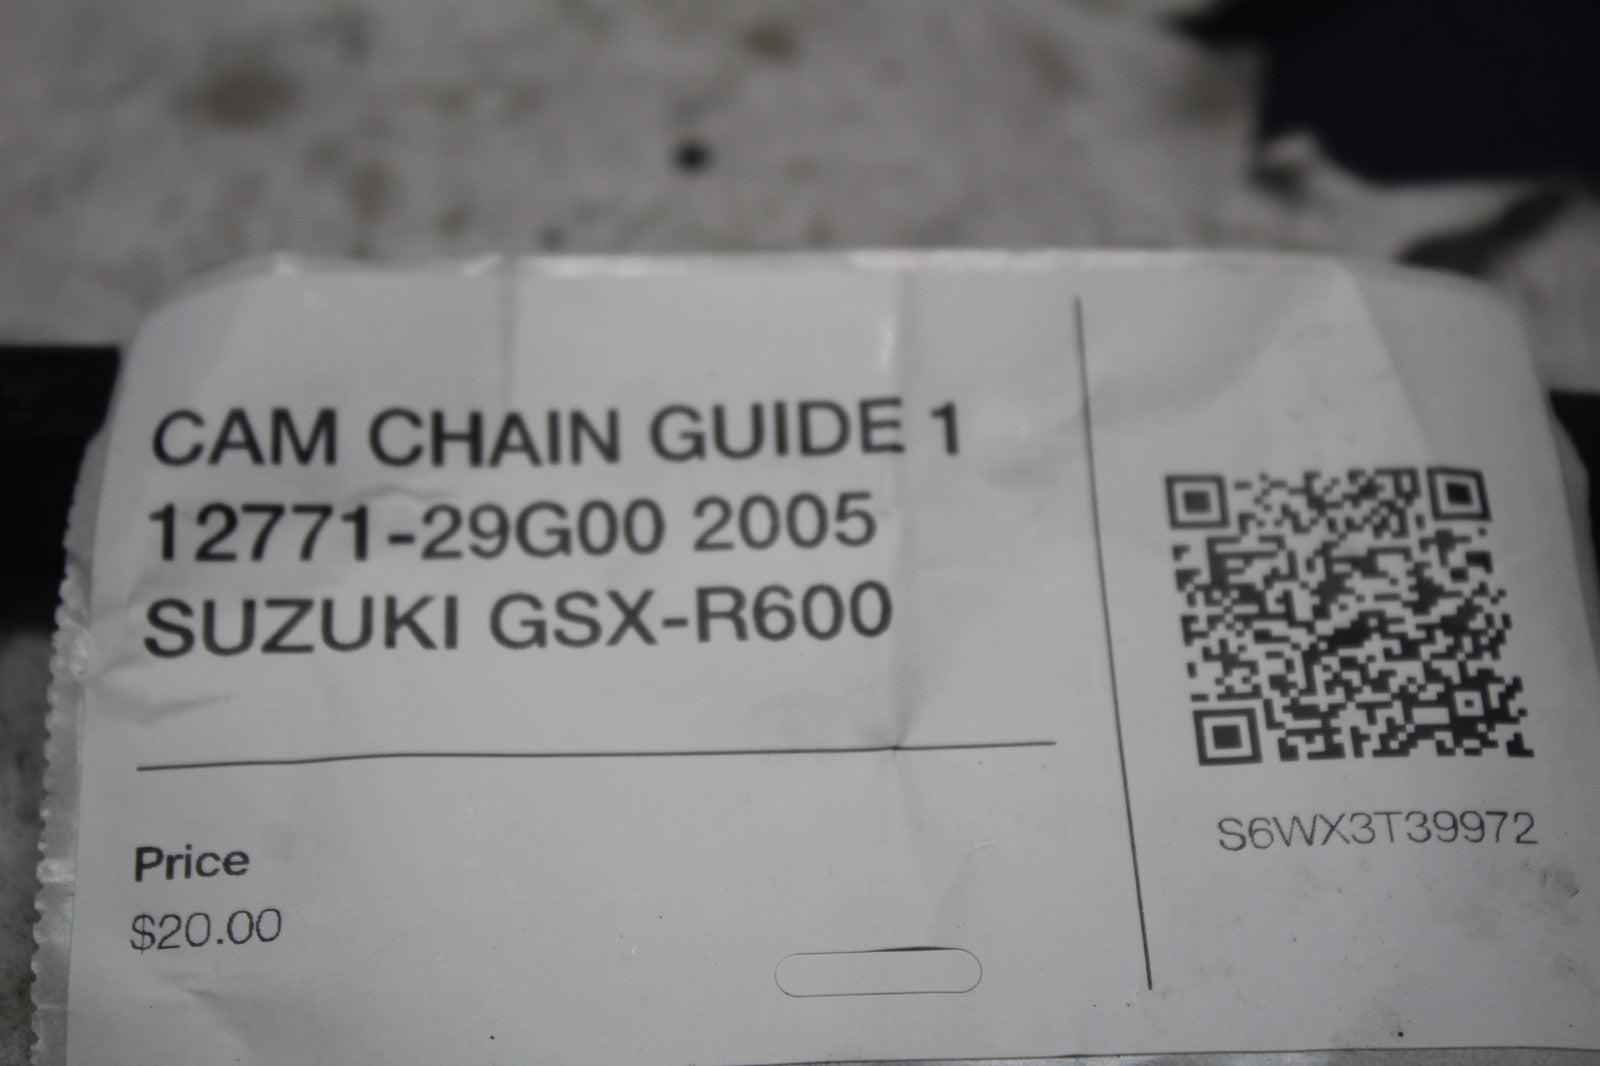 CAM CHAIN GUIDE 1
12771-29G00 2005
SUZUKI GSX-R600
Price
$20.00
S6WX3T39972